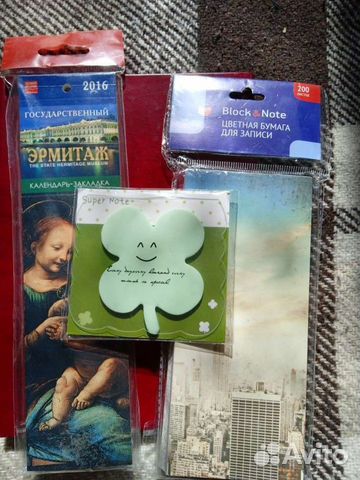 2016
ГОСУДАРСТВЕННЫЙ
ЭРМИТАЖ
THE STATE HERMITAGE MUSEUM
КАЛЕНДАРЬ-ЗАКЛАДКА
Block&Note
ЦВЕТНАЯ БУМАГА
ДЛЯ ЗАПИСИ
200
листов
Super Note
Avito